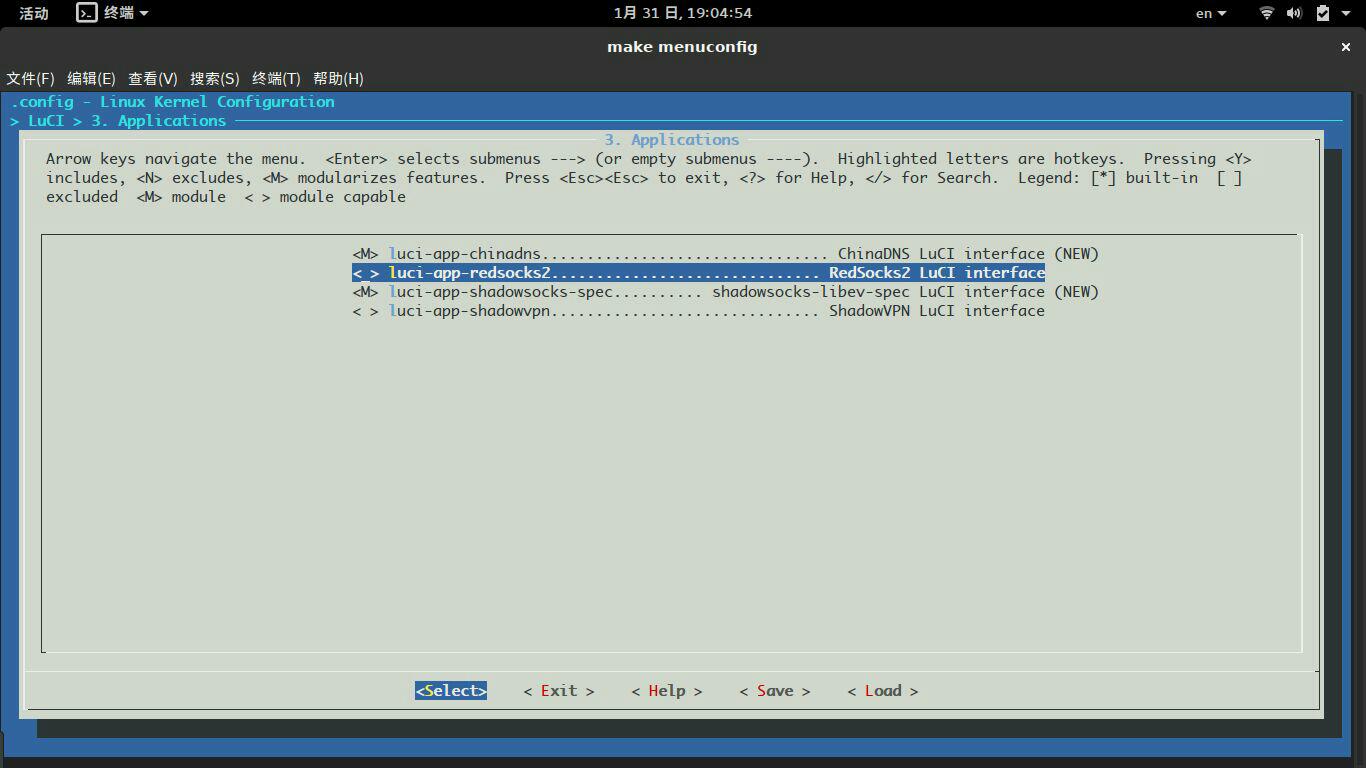 活动 终端 1月 31 日, 19:04:54 en
make menuconfig ×
文件(F) 编辑(E) 查看(V) 搜索(S) 终端(T) 帮助(H)
.config - Linux Kernel Configuration
> LuCI > 3. Applications
3. Applications
Arrow keys navigate the menu.  <Enter> selects submenus ---> (or empty submenus ----).  Highlighted letters are hotkeys.  Pressing <Y>
includes, <N> excludes, <M> modularizes features.  Press <Esc><Esc> to exit, <?> for Help, </> for Search.  Legend: [*] built-in  [ ]
excluded  <M> module  < > module capable
<M> luci-app-chinadns................................ ChinaDNS LuCI interface (NEW)
< > luci-app-redsocks2.............................. RedSocks2 LuCI interface
<M> luci-app-shadowsocks-spec.......... shadowsocks-libev-spec LuCI interface (NEW)
< > luci-app-shadowvpn.............................. ShadowVPN LuCI interface
<Select>    < Exit >    < Help >    < Save >    < Load >